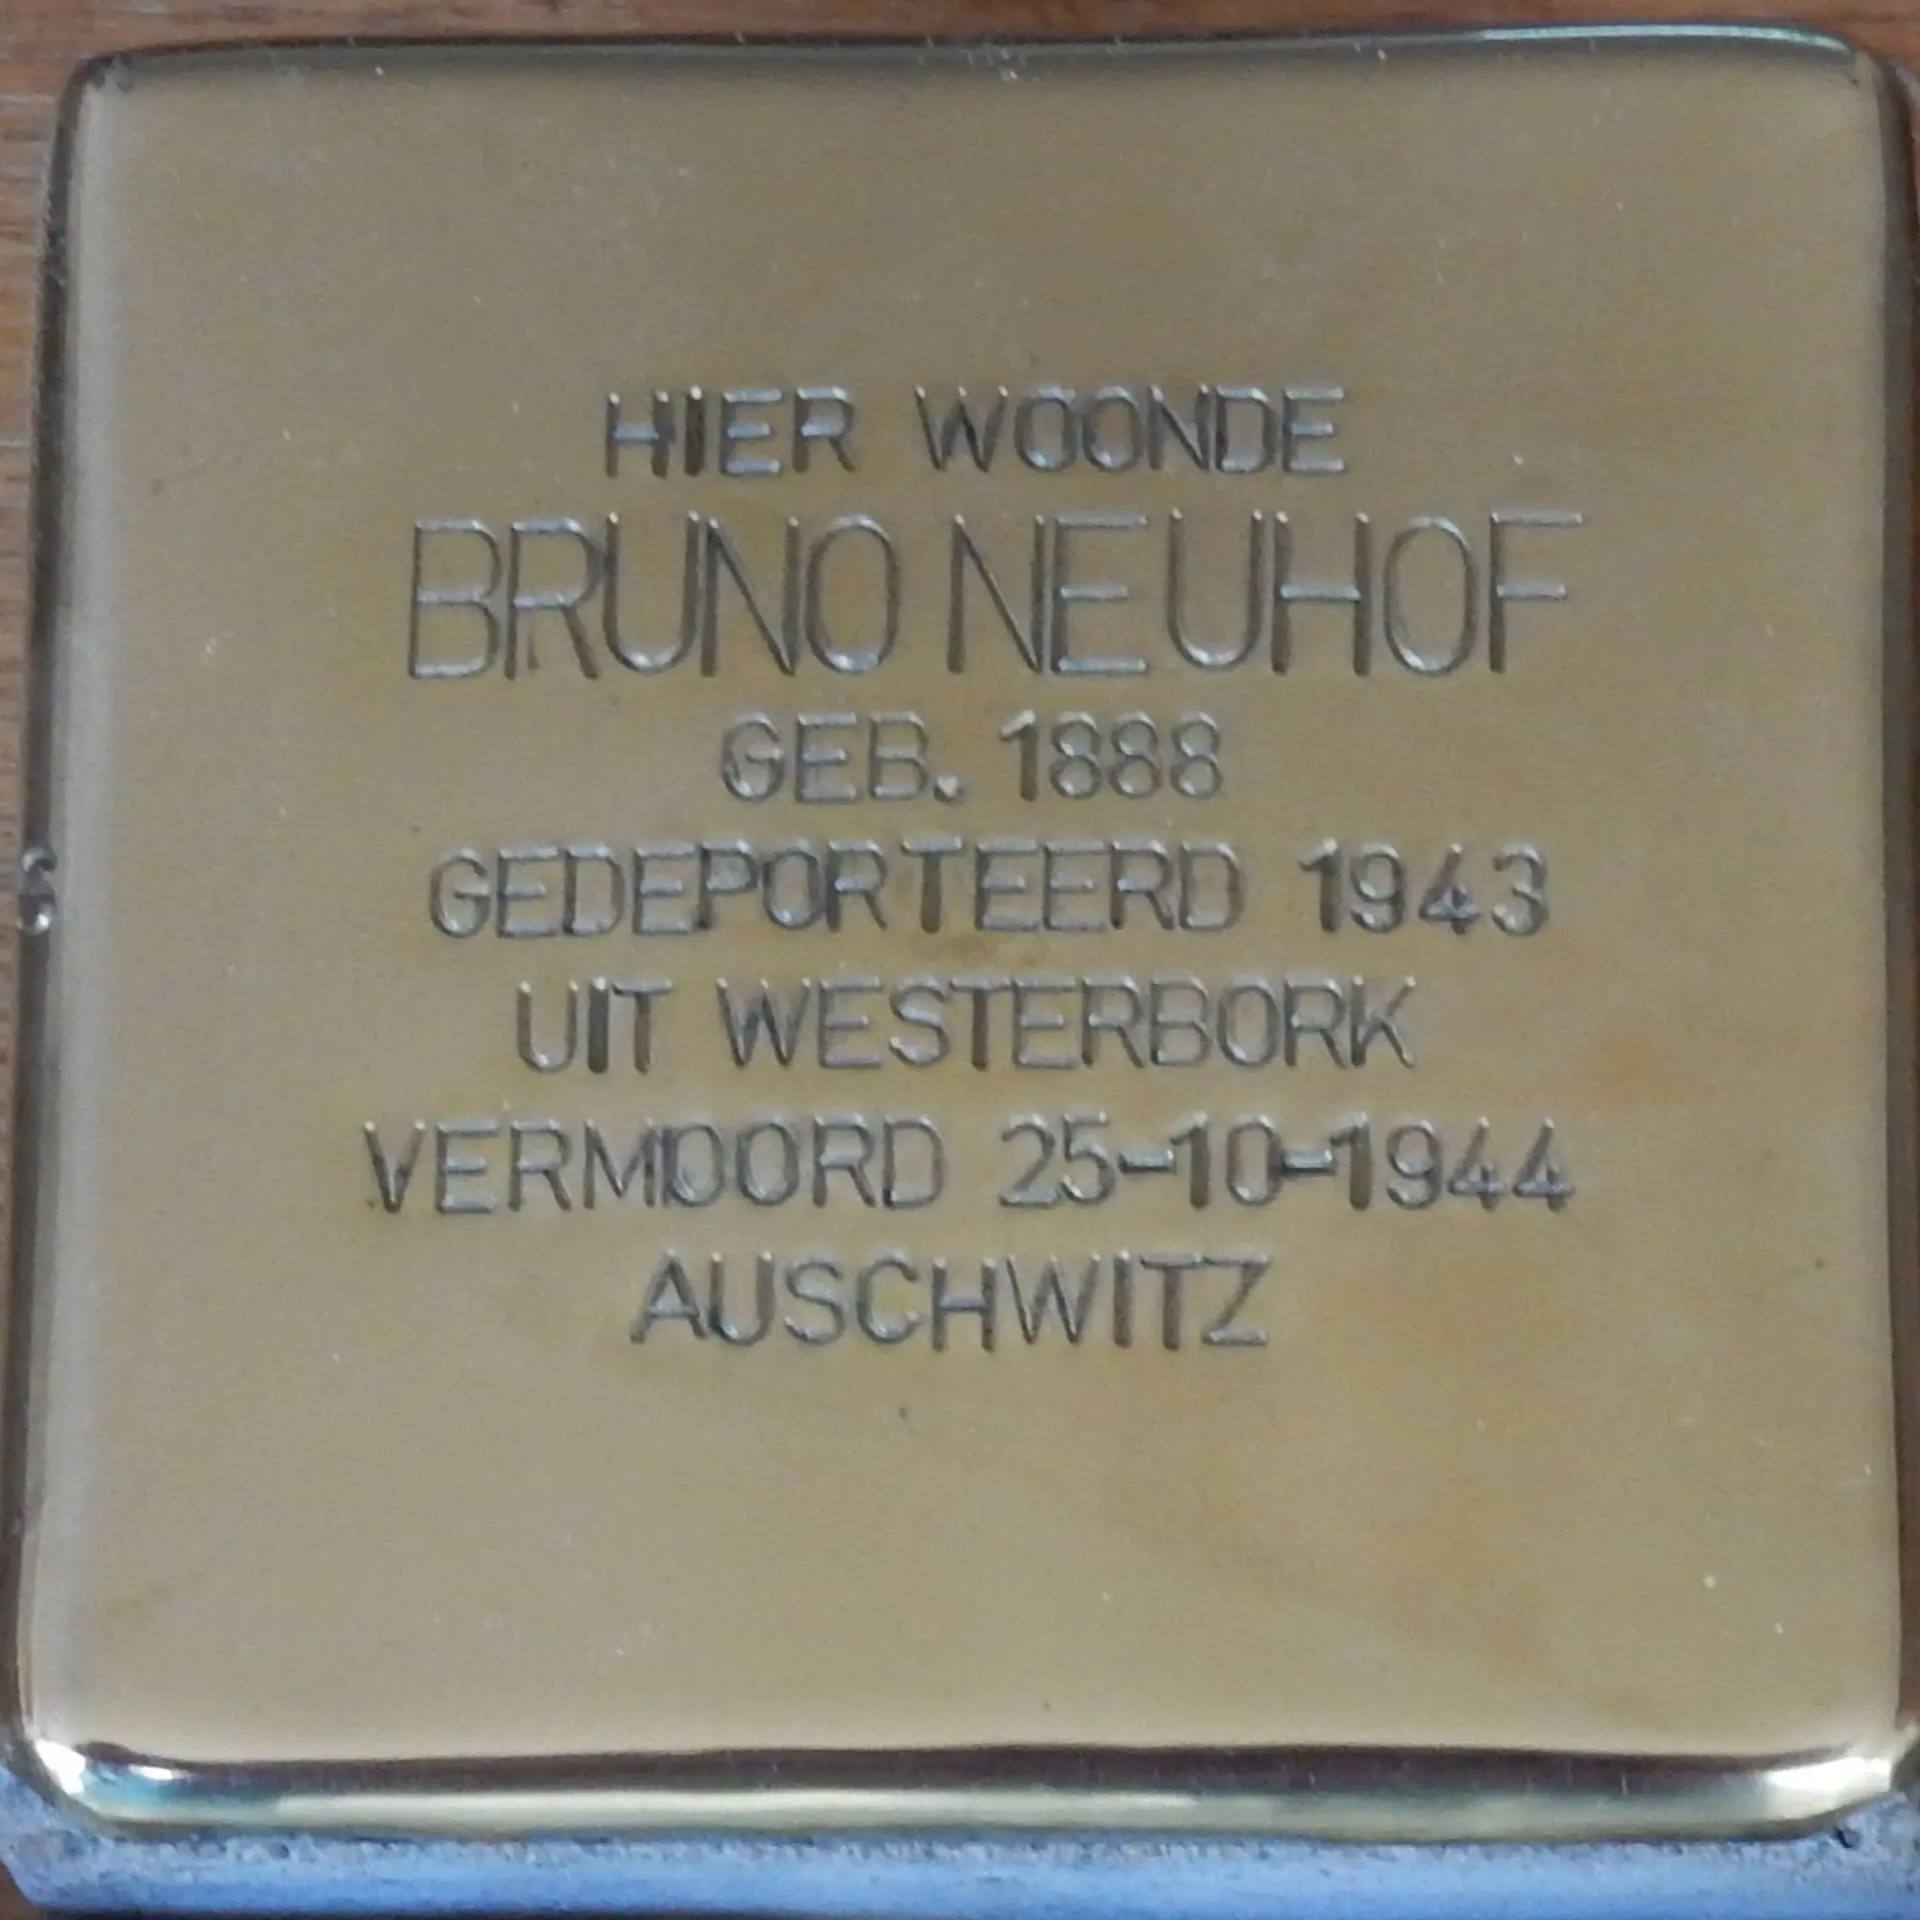 HIER WOONDE
BRUNO NEUHOF
GEB. 1888
GEDEPORTEERD 1943
UIT WESTERBORK
VERMOORD 25-10-1944
AUSCHWITZ